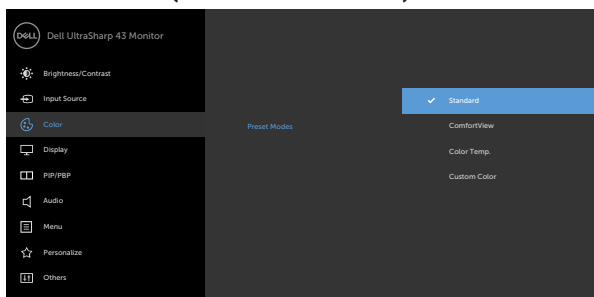 DELL Dell UltraSharp 43 Monitor
Brightness/Contrast
Input Source
✓ Standard
Color
Preset Modes
ComfortView
Display
Color Temp.
PIP/PBP
Custom Color
Audio
Menu
Personalize
Others